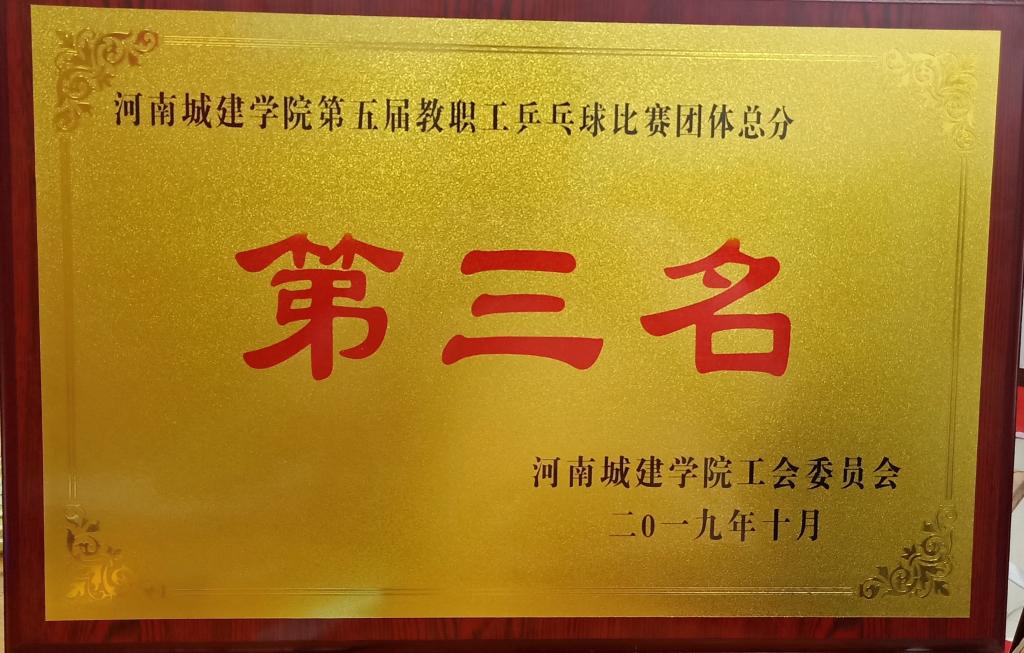 河南城建学院第五届教职工乒乓球比赛团体总分
第三名
河南城建学院工会委员会
二0一九年十月